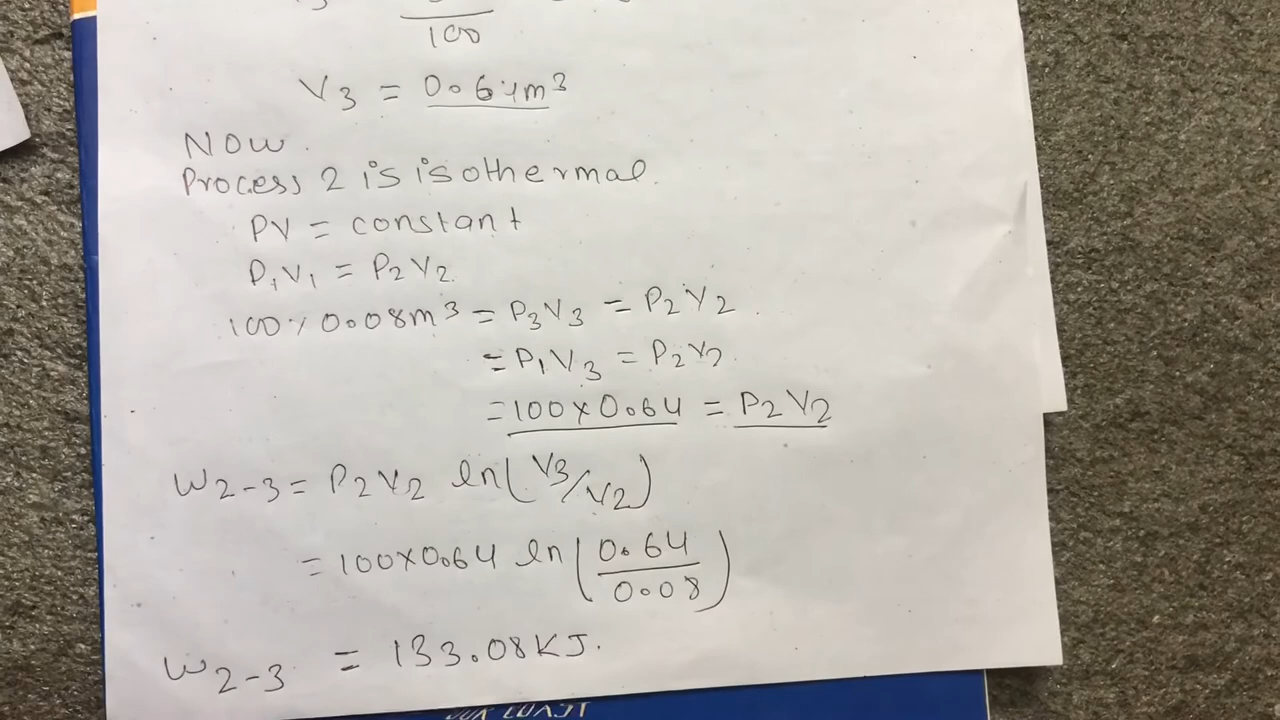 100
V3 = 0.64m3
NOW.
Process 2 is isothermal.
PV = constant
P1V1 = P2V2.
100 × 0.08m3 = P3V3 = P2V2.
= P1V3 = P2V2.
= 100×0.64 = P2V2
W2-3 = P2V2 ln(V3/V2)
= 100×0.64 ln(0.64/0.08)
W2-3 = 133.08KJ.